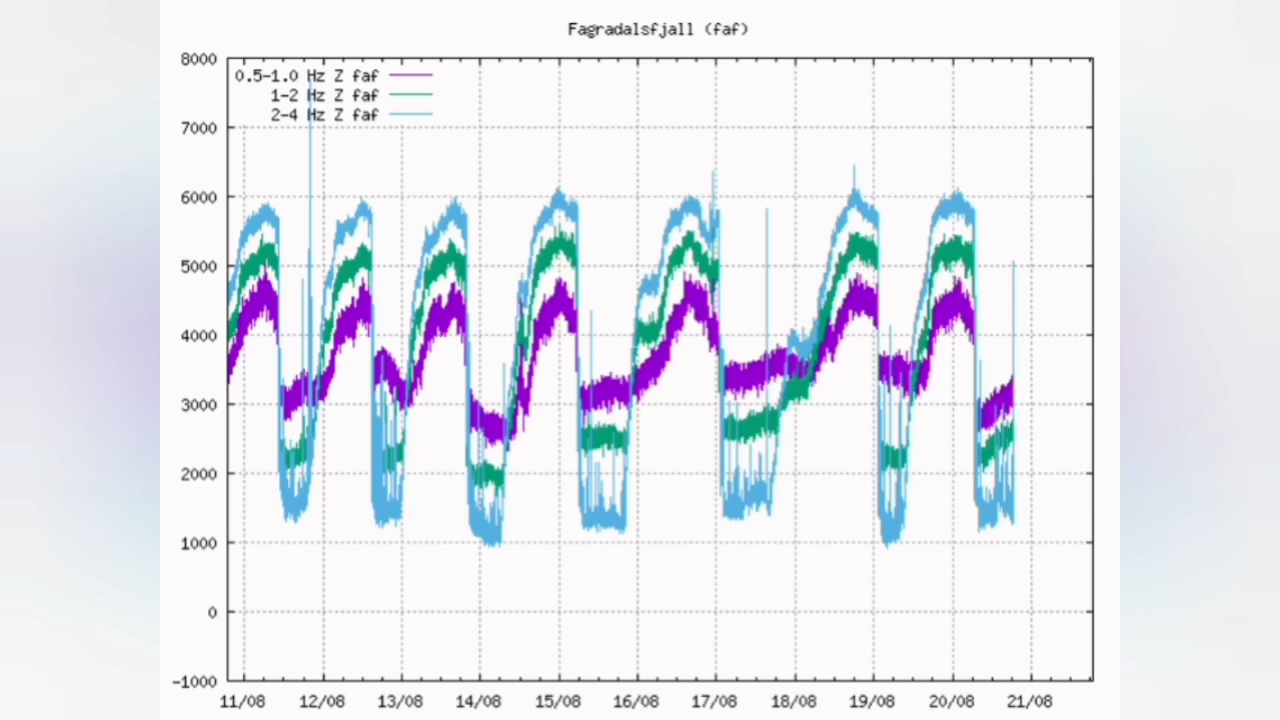 Fagradalsfjall (faf)
8000
0.5-1.0 Hz Z faf
1-2 Hz Z faf
2-4 Hz Z faf
7000
6000
5000
4000
3000
2000
1000
0
-1000
11/08 12/08 13/08 14/08 15/08 16/08 17/08 18/08 19/08 20/08 21/08